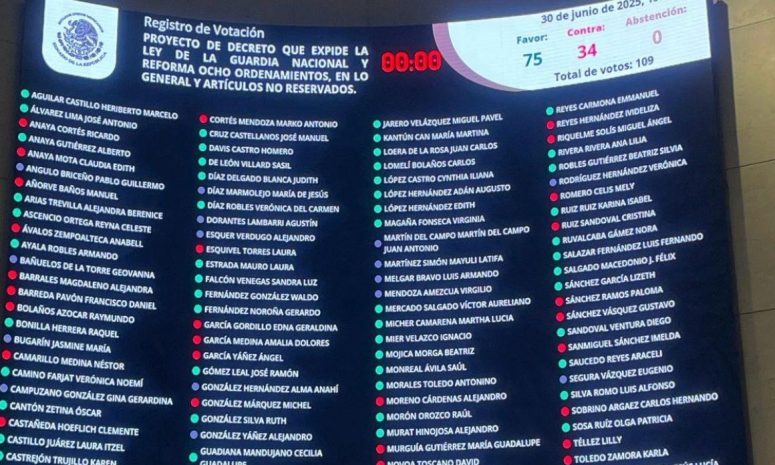 Registro de Votación
PROYECTO DE DECRETO QUE EXPIDE LA
LEY DE LA GUARDIA NACIONAL Y
REFORMA OCHO ORDENAMIENTOS, EN LO
GENERAL Y ARTÍCULOS NO RESERVADOS.
00:00
30 de junio de 2025,
Favor:
Contra:
Abstención:
75
34
0
Total de votos: 109
AGUILAR CASTILLO HERIBERTO MARCELO
ÁLVAREZ LIMA JOSÉ ANTONIO
ANAYA CORTÉS RICARDO
ANAYA GUTIÉRREZ ALBERTO
ANAYA MOTA CLAUDIA EDITH
ANGULO BRICEÑO PABLO GUILLERMO
AÑORVE BAÑOS MANUEL
ARIAS TREVILLA ALEJANDRA BERENICE
ASCENCIO ORTEGA REYNA CELESTE
ÁVALOS ZEMPOALTECA ANABELL
AYALA ROBLES ARMANDO
BAÑUELOS DE LA TORRE GEOVANNA
BARRALES MAGDALENO ALEJANDRA
BARREDA PAVÓN FRANCISCO DANIEL
BOLAÑOS AZOCAR RAYMUNDO
BONILLA HERRERA RAQUEL
BUGARÍN JASMINE MARÍA
CAMARILLO MEDINA NÉSTOR
CAMINO FARJAT VERÓNICA NOEMÍ
CAMPUZANO GONZÁLEZ GINA GERARDINA
CANTÓN ZETINA ÓSCAR
CASTAÑEDA HOEFLICH CLEMENTE
CASTILLO JUÁREZ LAURA ITZEL
CASTREJÓN TRUJILLO KAREN
CORTÉS MENDOZA MARKO ANTONIO
CRUZ CASTELLANOS JOSÉ MANUEL
DAVIS CASTRO HOMERO
DE LEÓN VILLARD SASIL
DÍAZ DELGADO BLANCA JUDITH
DÍAZ MARMOLEJO MARÍA DE JESÚS
DÍAZ ROBLES VERÓNICA DEL CARMEN
DORANTES LAMBARRI AGUSTÍN
ESQUER VERDUGO ALEJANDRO
ESQUIVEL TORRES LAURA
ESTRADA MAURO LAURA
FALCÓN VENEGAS SANDRA LUZ
FERNÁNDEZ GONZÁLEZ WALDO
FERNÁNDEZ NOROÑA GERARDO
GARCÍA GORDILLO EDNA GERALDINA
GARCÍA MEDINA AMALIA DOLORES
GARCÍA YÁÑEZ ÁNGEL
GÓMEZ LEAL JOSÉ RAMÓN
GONZÁLEZ HERNÁNDEZ ALMA ANAHÍ
GONZÁLEZ MÁRQUEZ MICHEL
GONZÁLEZ SILVA RUTH
GONZÁLEZ YÁÑEZ ALEJANDRO
GUADIANA MANDUJANO CECILIA
GUADALUPE
JARERO VELÁZQUEZ MIGUEL PAVEL
KANTÚN CAN MARÍA MARTINA
LOERA DE LA ROSA JUAN CARLOS
LOMELÍ BOLAÑOS CARLOS
LÓPEZ CASTRO CYNTHIA ILIANA
LÓPEZ HERNÁNDEZ ADÁN AUGUSTO
LÓPEZ HERNÁNDEZ EDITH
MAGAÑA FONSECA VIRGINIA
MARTÍN DEL CAMPO MARTÍN DEL CAMPO
JUAN ANTONIO
MARTÍNEZ SIMÓN MAYULI LATIFA
MELGAR BRAVO LUIS ARMANDO
MENDOZA AMEZCUA VIRGILIO
MERCADO SALGADO VÍCTOR AURELIANO
MICHER CAMARENA MARTHA LUCIA
MIER VELAZCO IGNACIO
MOJICA MORGA BEATRIZ
MONREAL ÁVILA SAÚL
MORALES TOLEDO ANTONINO
MORENO CÁRDENAS ALEJANDRO
MORÓN OROZCO RAÚL
MURAT HINOJOSA ALEJANDRO
MURGUÍA GUTIÉRREZ MARÍA GUADALUPE
NOVOA TOSCANO DAVID
REYES CARMONA EMMANUEL
REYES HERNÁNDEZ IVIDELIZA
RIQUELME SOLÍS MIGUEL ÁNGEL
RIVERA RIVERA ANA LILIA
ROBLES GUTIÉRREZ BEATRIZ SILVIA
RODRÍGUEZ HERNÁNDEZ VERÓNICA
ROMERO CELIS MELY
RUIZ RUIZ KARINA ISABEL
RUIZ SANDOVAL CRISTINA
RUVALCABA GÁMEZ NORA
SALAZAR FERNÁNDEZ LUIS FERNANDO
SALGADO MACEDONIO J. FÉLIX
SÁNCHEZ GARCÍA LIZETH
SÁNCHEZ RAMOS PALOMA
SÁNCHEZ VÁSQUEZ GUSTAVO
SANDOVAL VENTURA DIEGO
SANMIGUEL SÁNCHEZ IMELDA
SAUCEDO REYES ARACELI
SEGURA VÁZQUEZ EUGENIO
SILVA ROMO LUIS ALFONSO
SOBRINO ARGAEZ CARLOS HERNANDO
SOSA RUÍZ OLGA PATRICIA
TÉLLEZ LILLY
TOLEDO ZAMORA KARLA